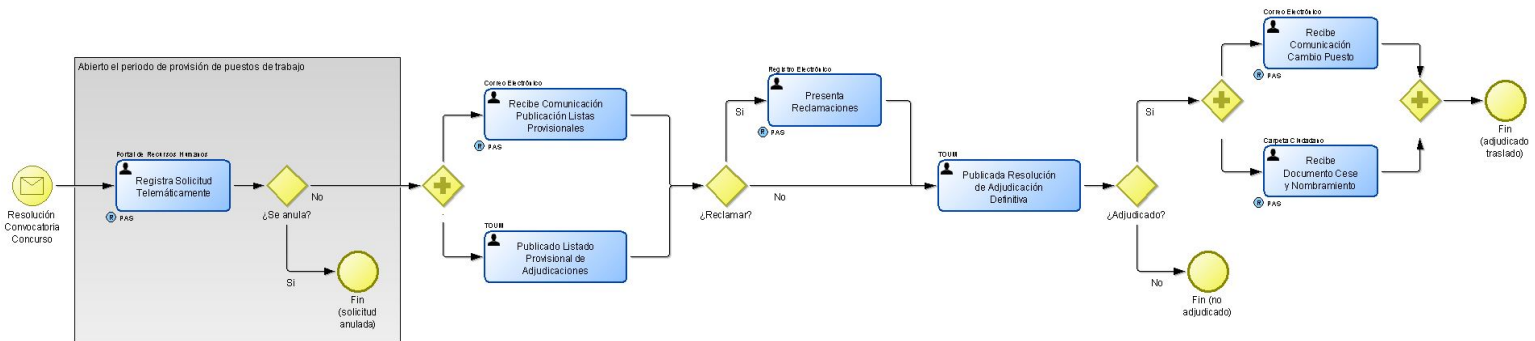 Resolución
Convocatoria
Concurso
Abierto el periodo de provisión de puestos de trabajo
Portal de Recursos Humanos
Registra Solicitud
Telemáticamente
R PAS
¿Se anula?
No
Si
Fin
(solicitud
anulada)
Correo Electrónico
Recibe Comunicación
Publicación Listas
Provisionales
R PAS
TOUM
Publicado Listado
Provisional de
Adjudicaciones
¿Reclamar?
Si
No
Registro Electrónico
Presenta
Reclamaciones
R PAS
TOUM
Publicada Resolución
de Adjudicación
Definitiva
¿Adjudicado?
Si
No
Fin (no
adjudicado)
Correo Electrónico
Recibe
Comunicación
Cambio Puesto
R PAS
Carpeta Ciudadano
Recibe
Documento Cese
y Nombramiento
R PAS
Fin
(adjudicado
traslado)